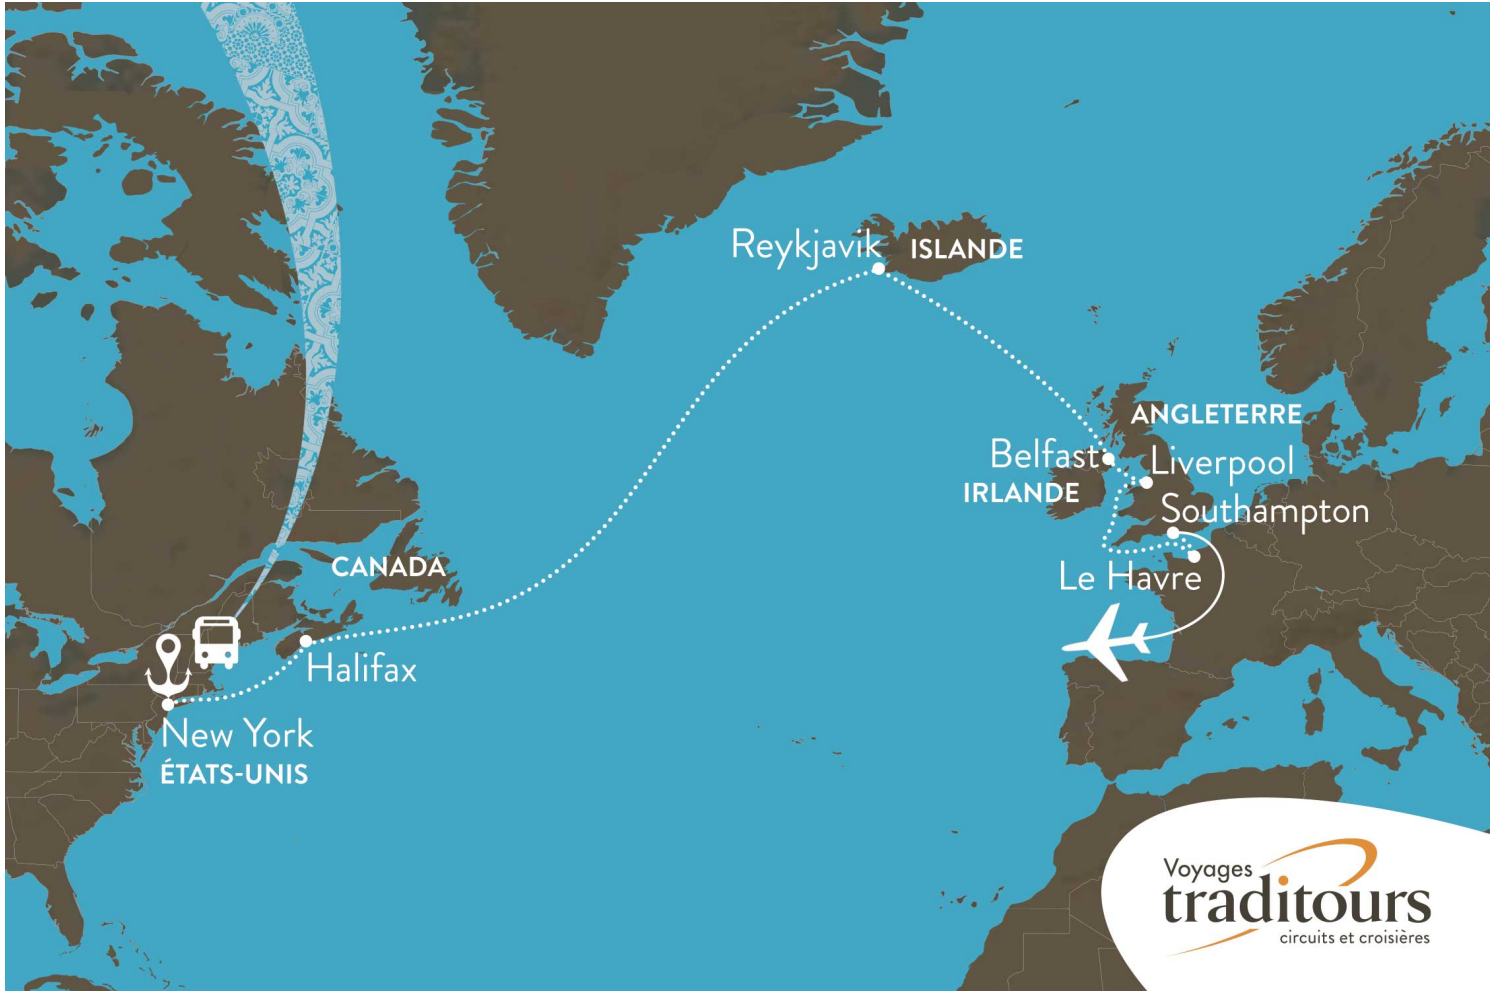 Reykjavik
ISLANDE
ANGLETERRE
Belfast
Liverpool
IRLANDE
Southampton
CANADA
Le Havre
Halifax
New York
ÉTATS-UNIS
Voyages
traditours
circuits et croisières